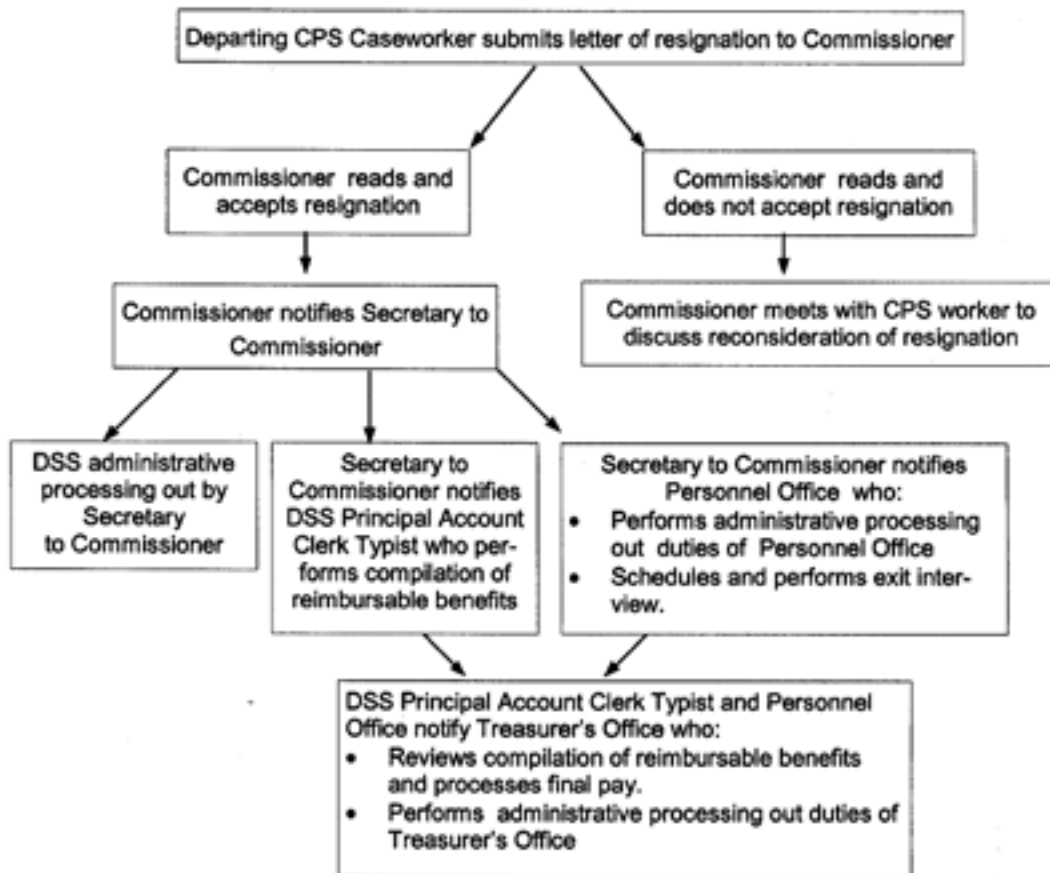 Departing CPS Caseworker submits letter of resignation to Commissioner
Commissioner reads and
accepts resignation
Commissioner reads and
does not accept resignation
Commissioner notifies Secretary to
Commissioner
Commissioner meets with CPS worker to
discuss reconsideration of resignation
DSS administrative
processing out by
Secretary
to Commissioner
Secretary to
Commissioner notifies
DSS Principal Account
Clerk Typist who per-
forms compilation of
reimbursable benefits
Secretary to Commissioner notifies
Personnel Office who:
• Performs administrative processing
out duties of Personnel Office
• Schedules and performs exit inter-
view.
DSS Principal Account Clerk Typist and Personnel
Office notify Treasurer's Office who:
• Reviews compilation of reimbursable benefits
and processes final pay.
• Performs administrative processing out duties of
Treasurer's Office